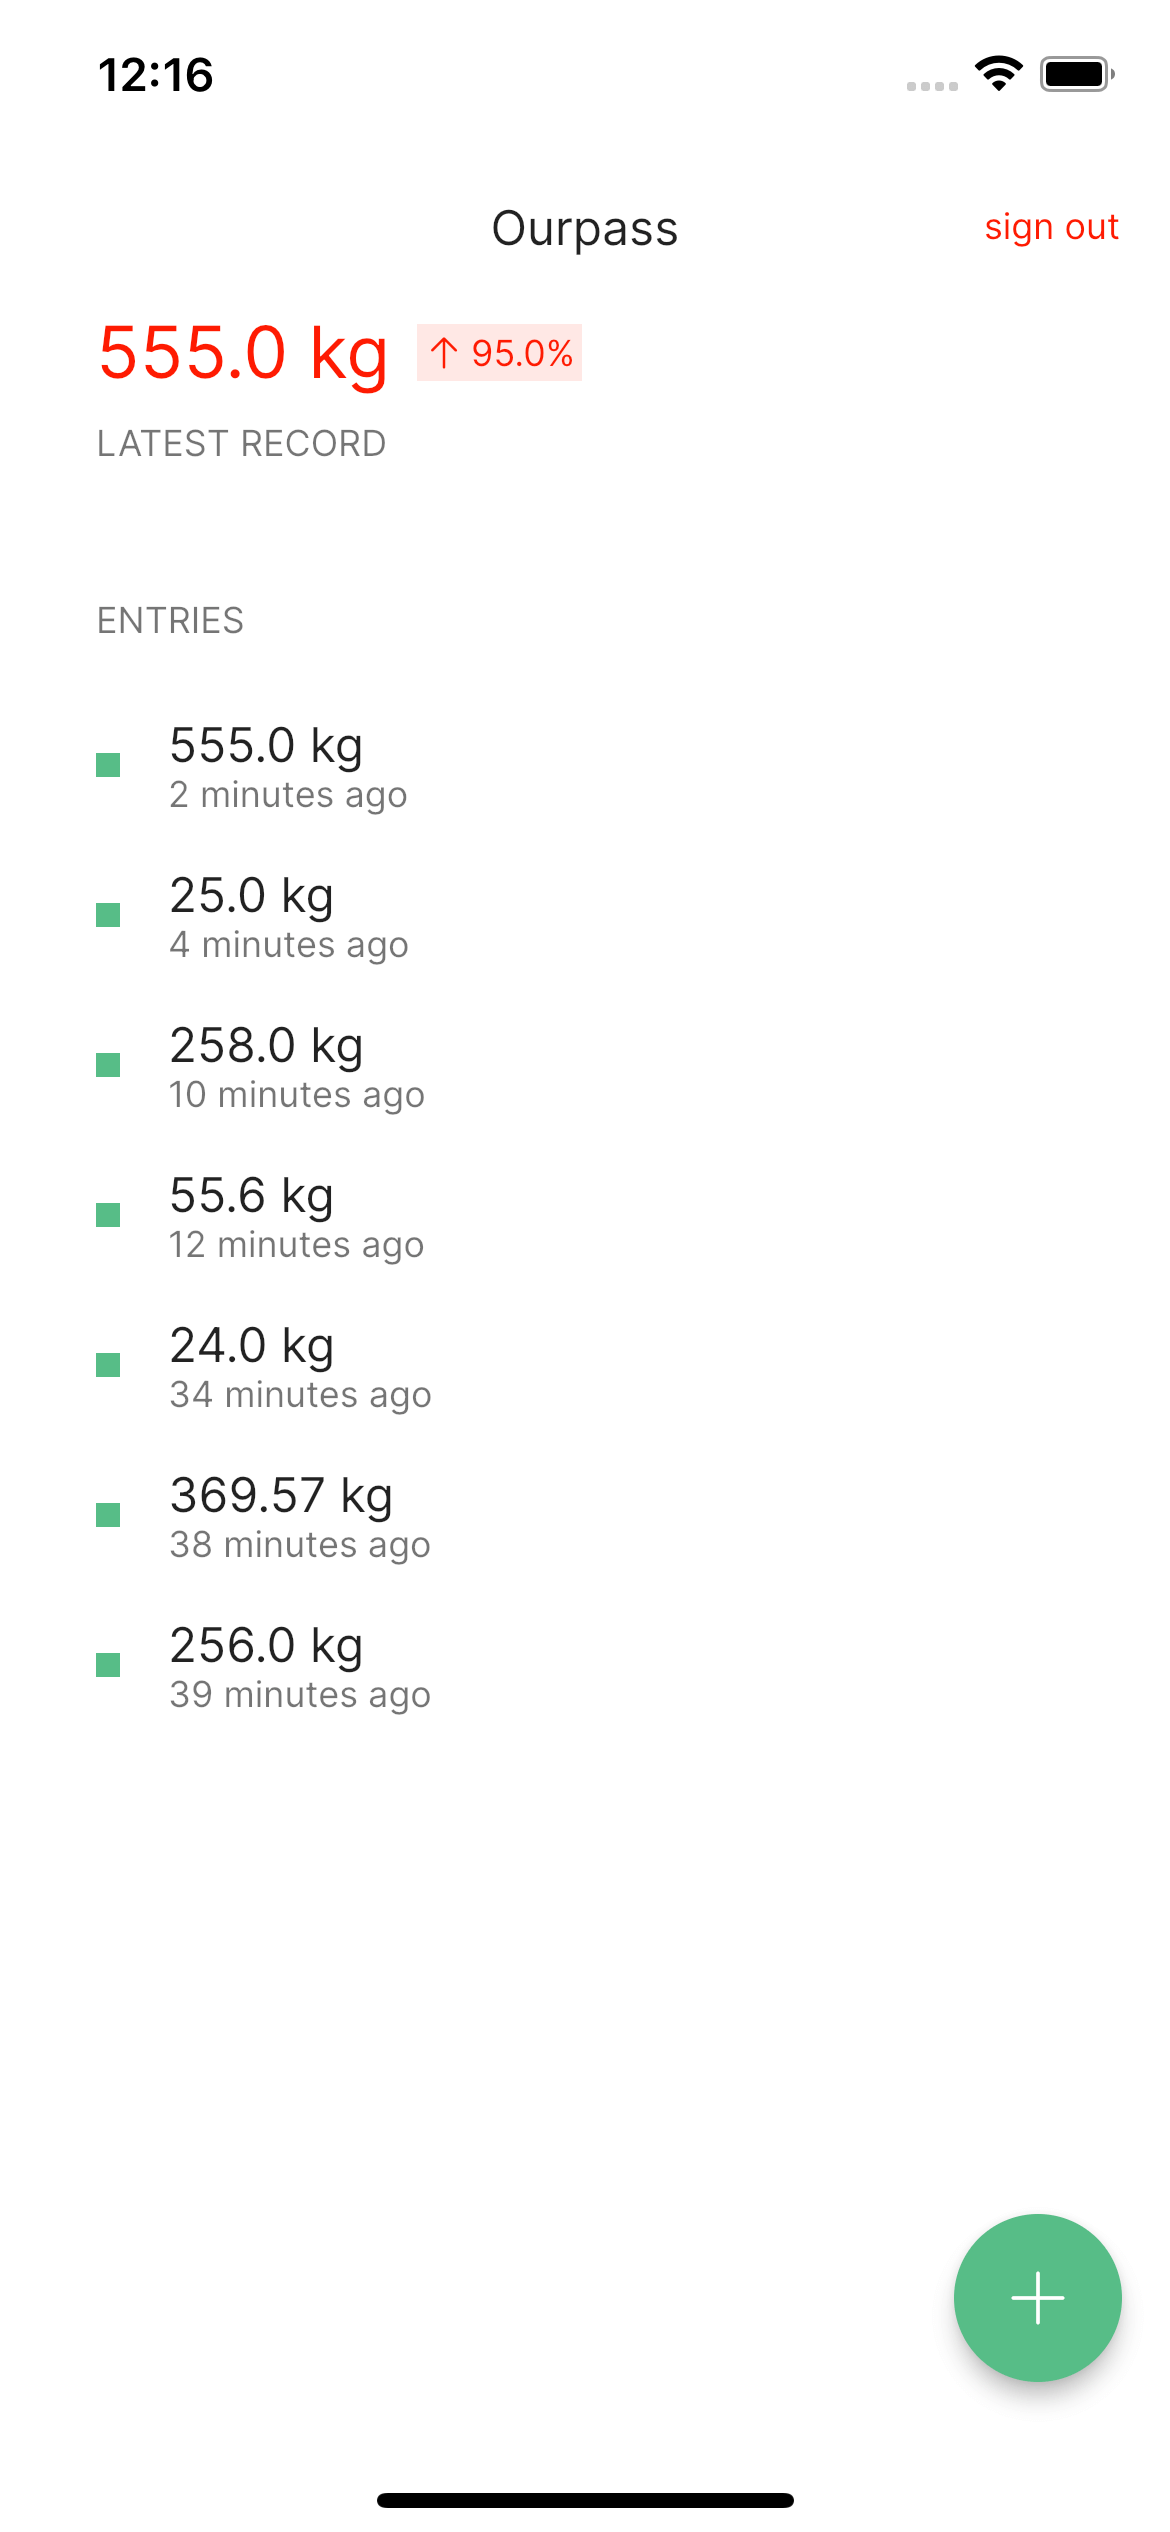 12:16
Ourpass
sign out
555.0 kg ↑ 95.0%
LATEST RECORD
ENTRIES
555.0 kg
2 minutes ago
25.0 kg
4 minutes ago
258.0 kg
10 minutes ago
55.6 kg
12 minutes ago
24.0 kg
34 minutes ago
369.57 kg
38 minutes ago
256.0 kg
39 minutes ago